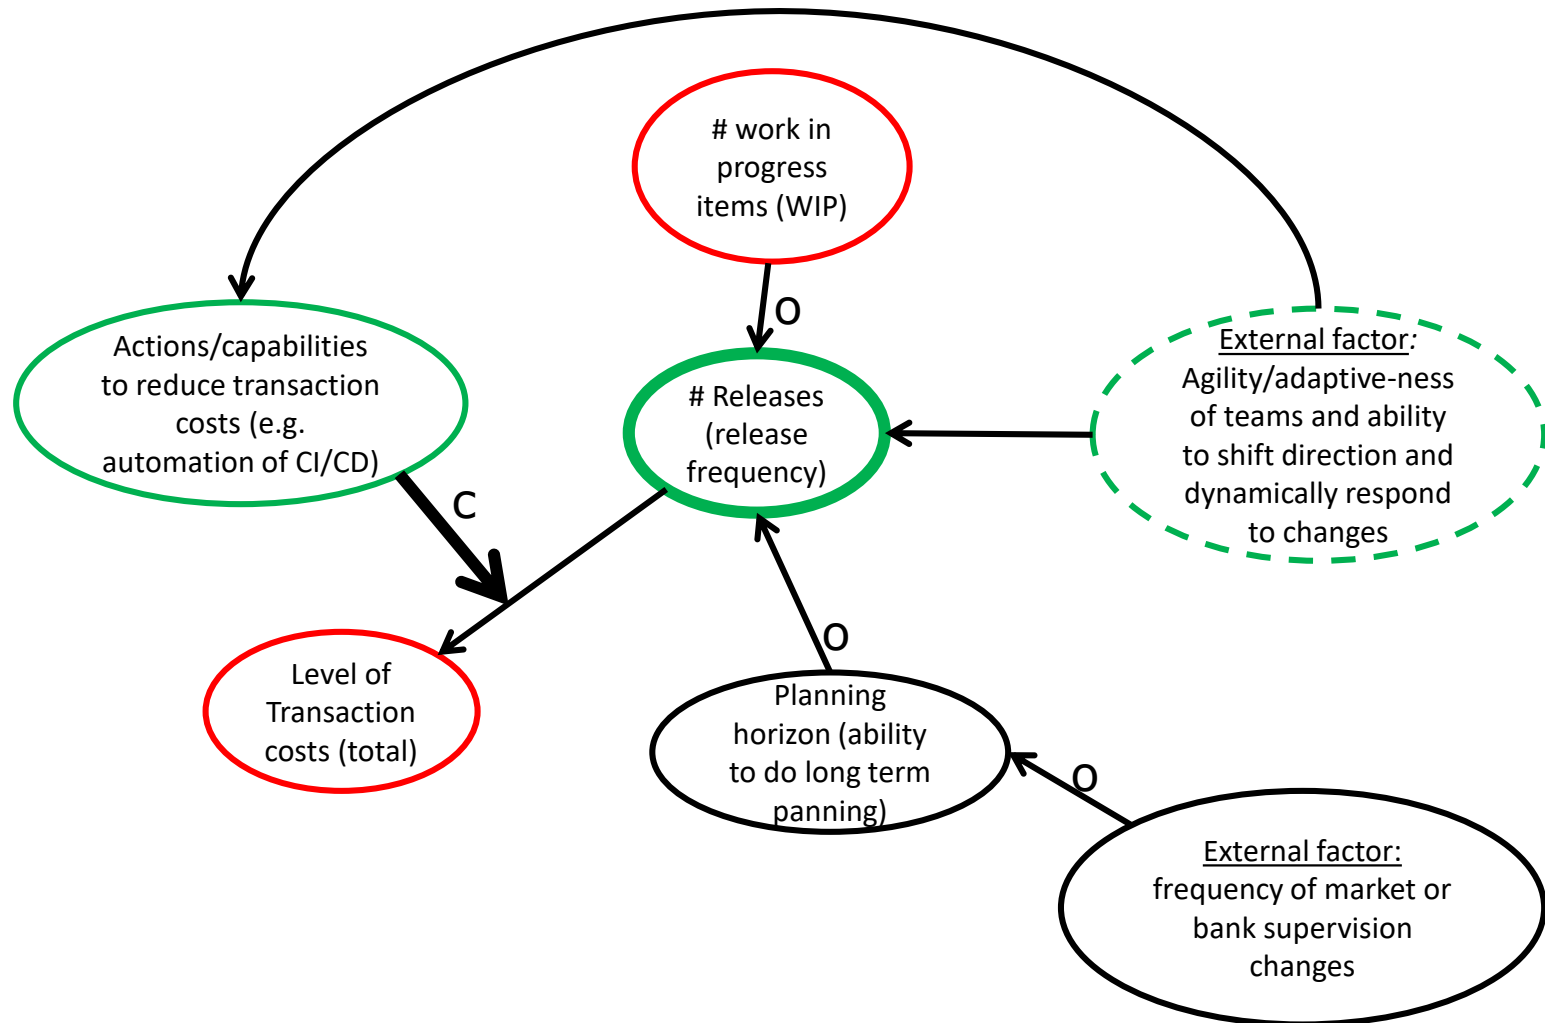 # work in
progress
items (WIP)
O
Actions/capabilities
to reduce transaction
costs (e.g.
automation of CI/CD)
C
# Releases
(release
frequency)
External factor:
Agility/adaptive-ness
of teams and ability
to shift direction and
dynamically respond
to changes
Level of
Transaction
costs (total)
O
Planning
horizon (ability
to do long term
panning)
O
External factor:
frequency of market or
bank supervision
changes